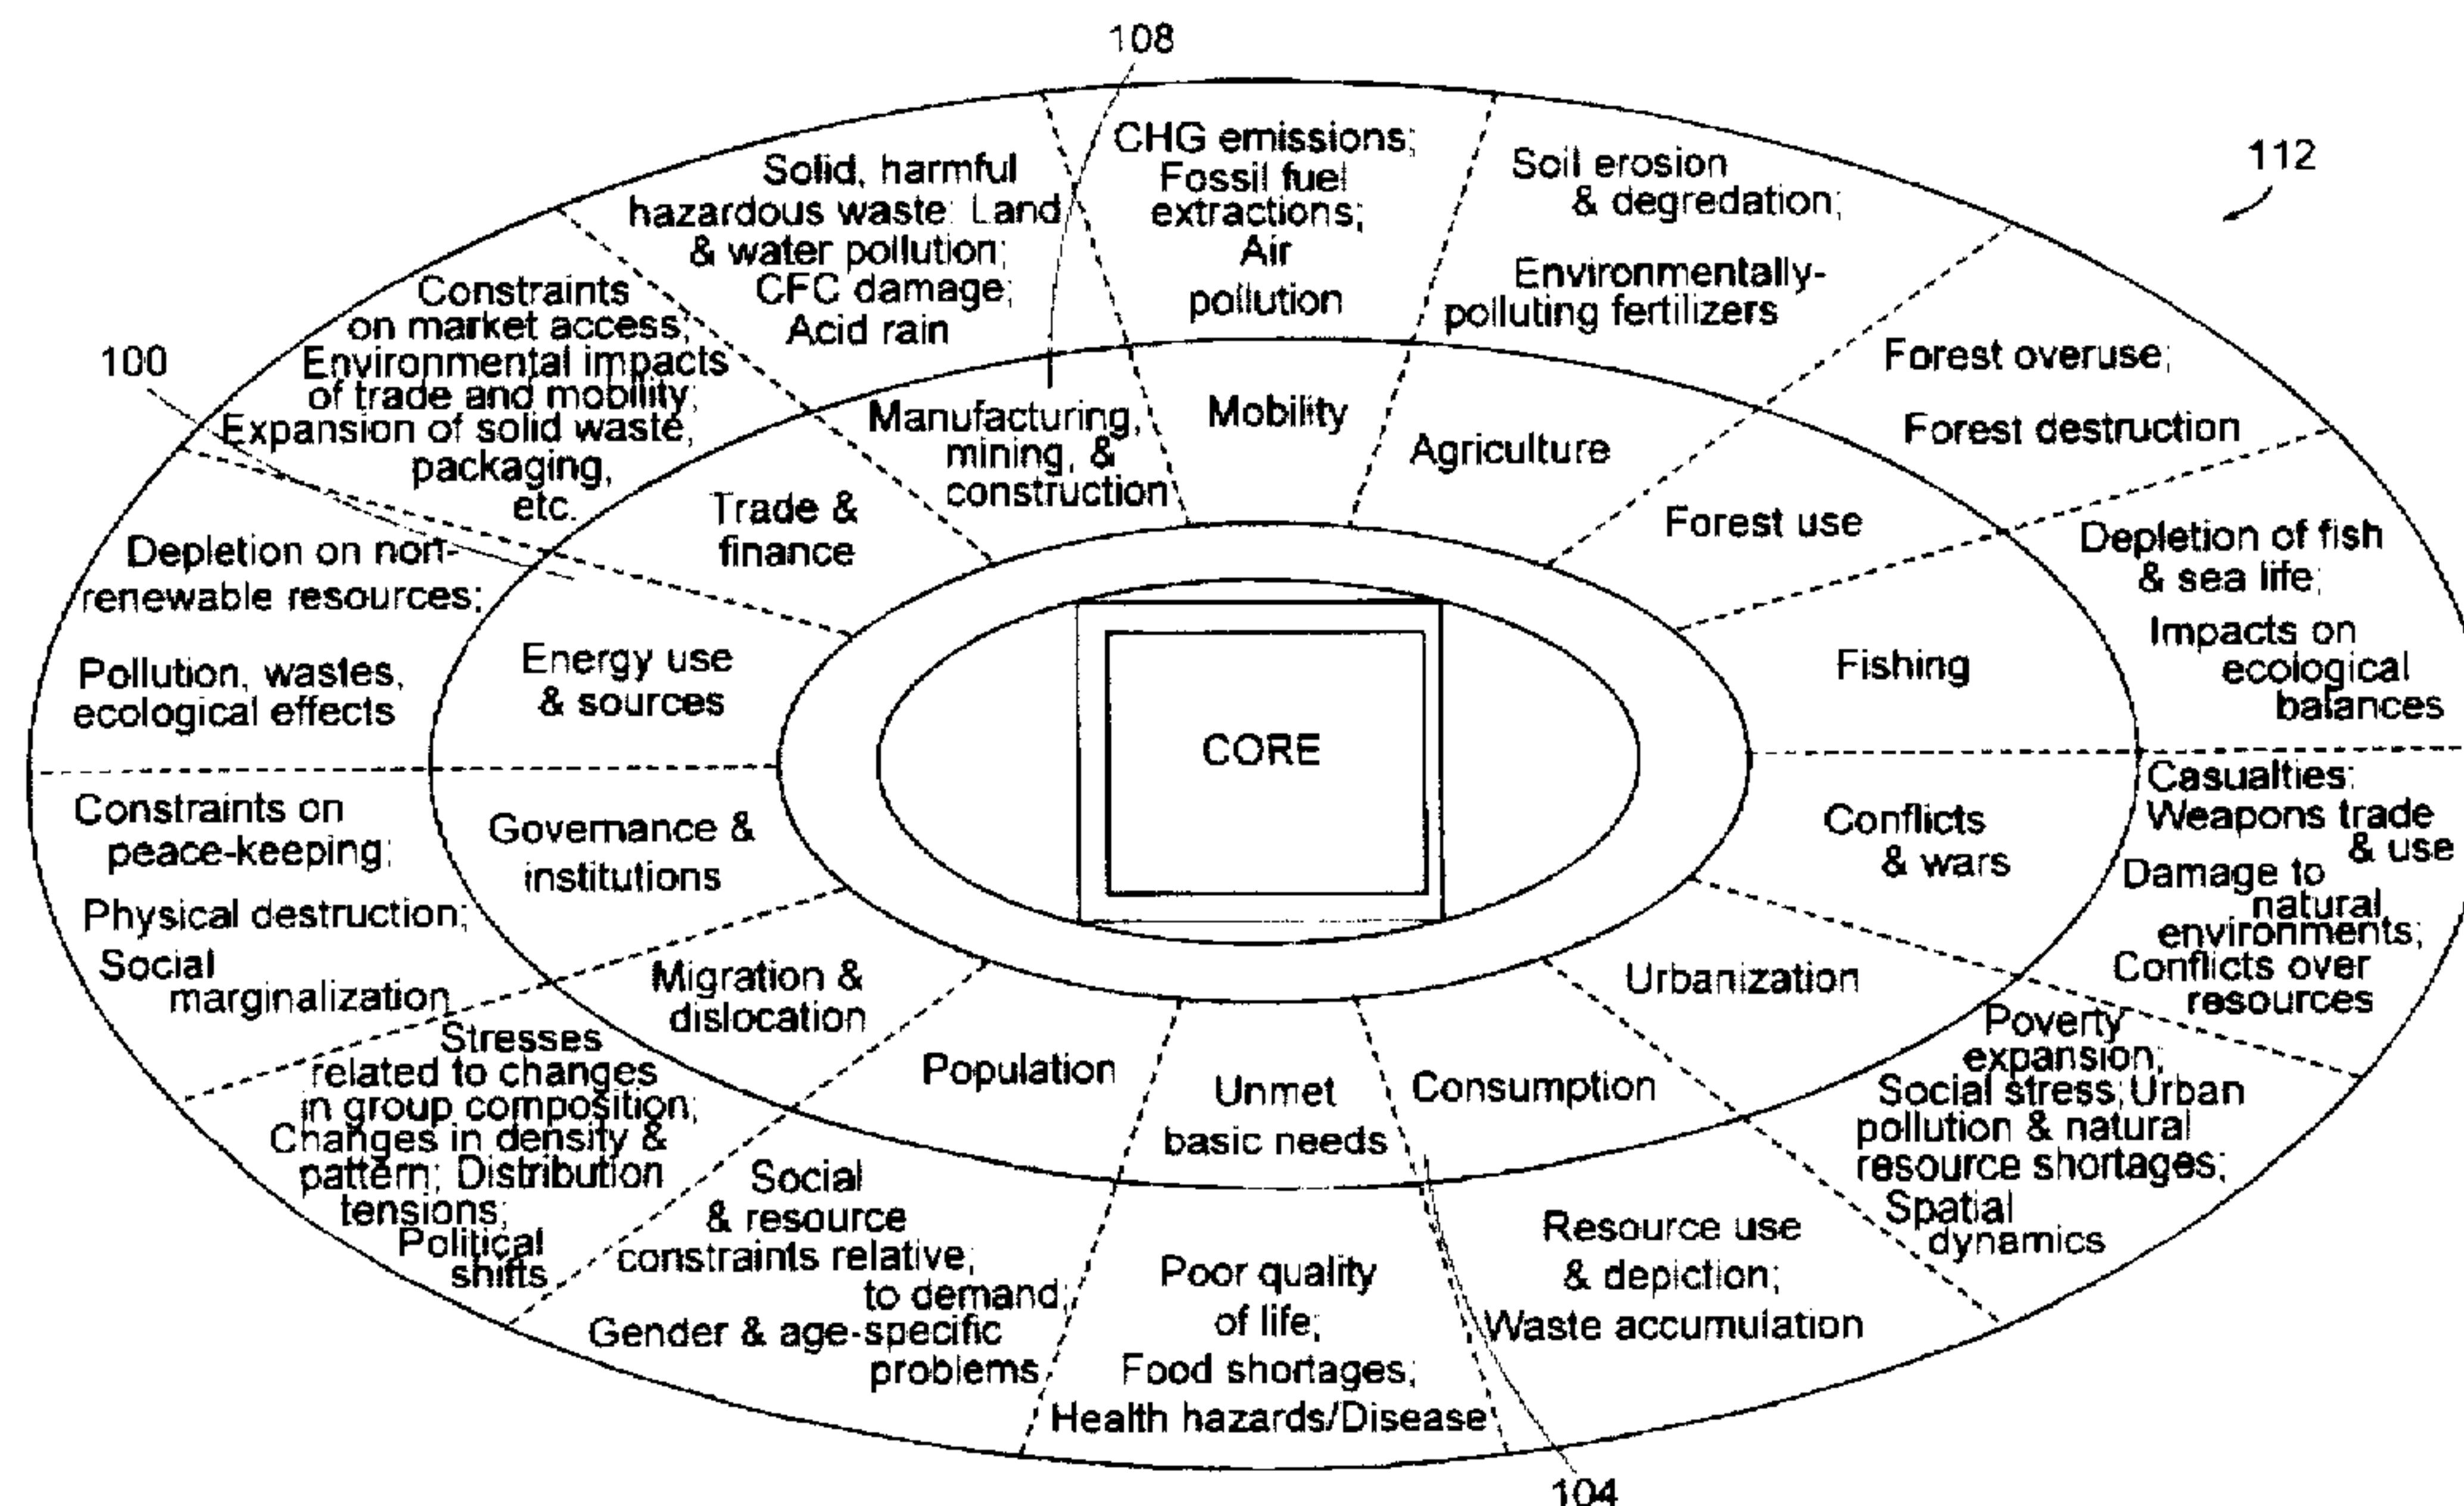 108
112
100
104
CHG emissions;
Fossil fuel
extractions;
Air
pollution
Soil erosion
& degredation;
Environmentally-
polluting fertilizers
Forest overuse;
Forest destruction
Depletion of fish
& sea life;
Impacts on
ecological
balances
Casualties;
Weapons trade
& use
Damage to
natural
environments;
Conflicts over
resources
Poverty
expansion;
Social stress; Urban
pollution & natural
resource shortages;
Spatial
dynamics
Resource use
& depiction;
Waste accumulation
Poor quality
of life;
Food shortages;
Health hazards/Disease
Social
& resource
constraints relative;
to demand;
Gender & age-specific
problems
Stresses
related to changes
in group composition;
Changes in density &
pattern; Distribution
tensions;
Political
shifts
Constraints on
peace-keeping;
Physical destruction;
Social
marginalization
Depletion on non-
renewable resources;
Pollution, wastes,
ecological effects
Constraints
on market access;
Environmental impacts
of trade and mobility;
Expansion of solid waste,
packaging,
etc.
Solid, harmful
hazardous waste: Land
& water pollution;
CFC damage;
Acid rain
Manufacturing,
mining, &
construction
Mobility
Agriculture
Forest use
Fishing
Conflicts
& wars
Urbanization
Consumption
Unmet
basic needs
Population
Migration &
dislocation
Governance &
institutions
Energy use
& sources
Trade &
finance
CORE